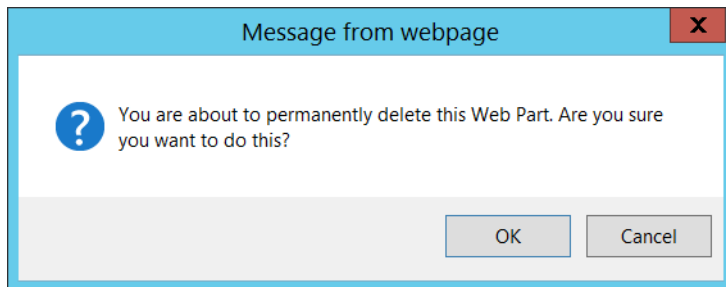 Message from webpage
X
?
You are about to permanently delete this Web Part. Are you sure
you want to do this?
OK
Cancel